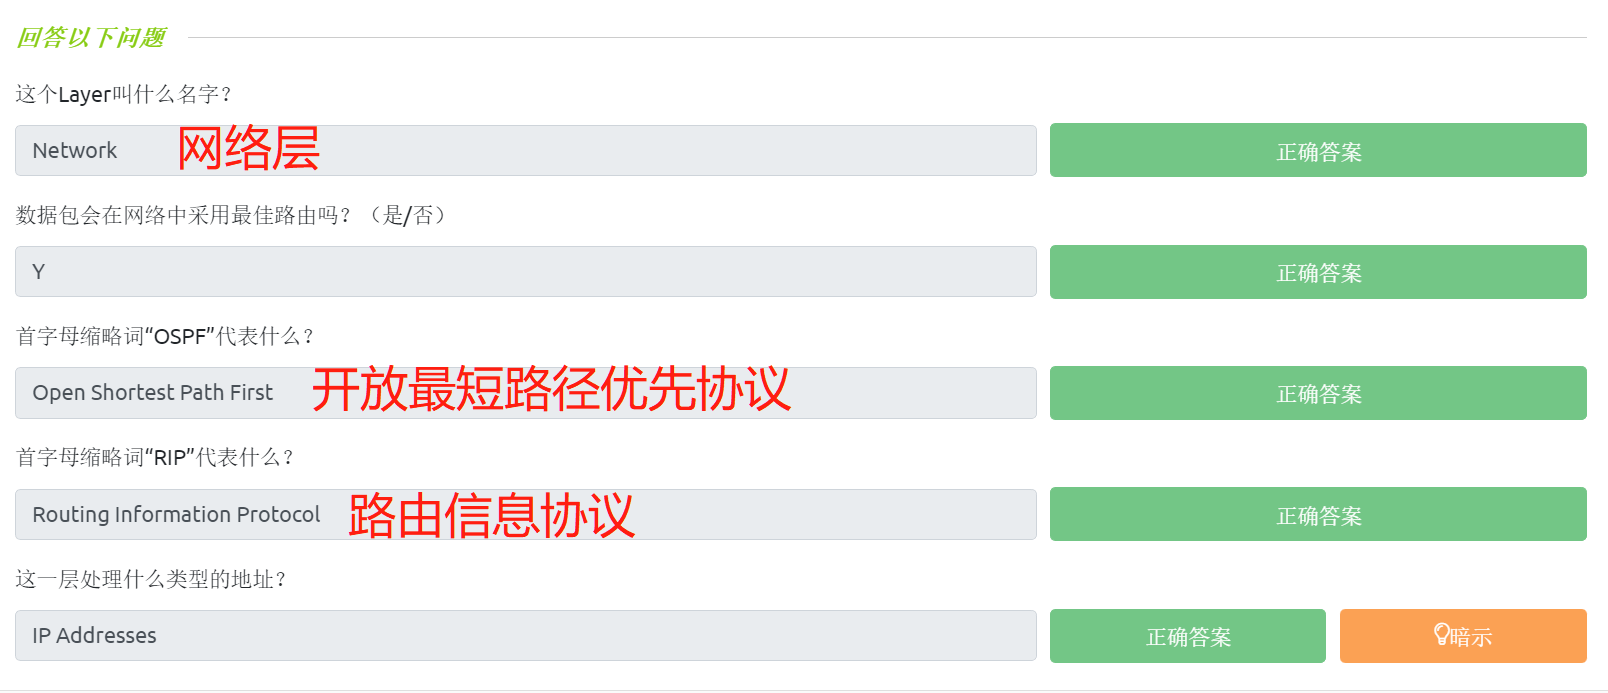 回答以下问题
这个Layer叫什么名字？
Network 网络层 正确答案
数据包会在网络中采用最佳路由吗？（是/否）
Y 正确答案
首字母缩略词“OSPF”代表什么？
Open Shortest Path First 开放最短路径优先协议 正确答案
首字母缩略词“RIP”代表什么？
Routing Information Protocol 路由信息协议 正确答案
这一层处理什么类型的地址？
IP Addresses 正确答案 暗示